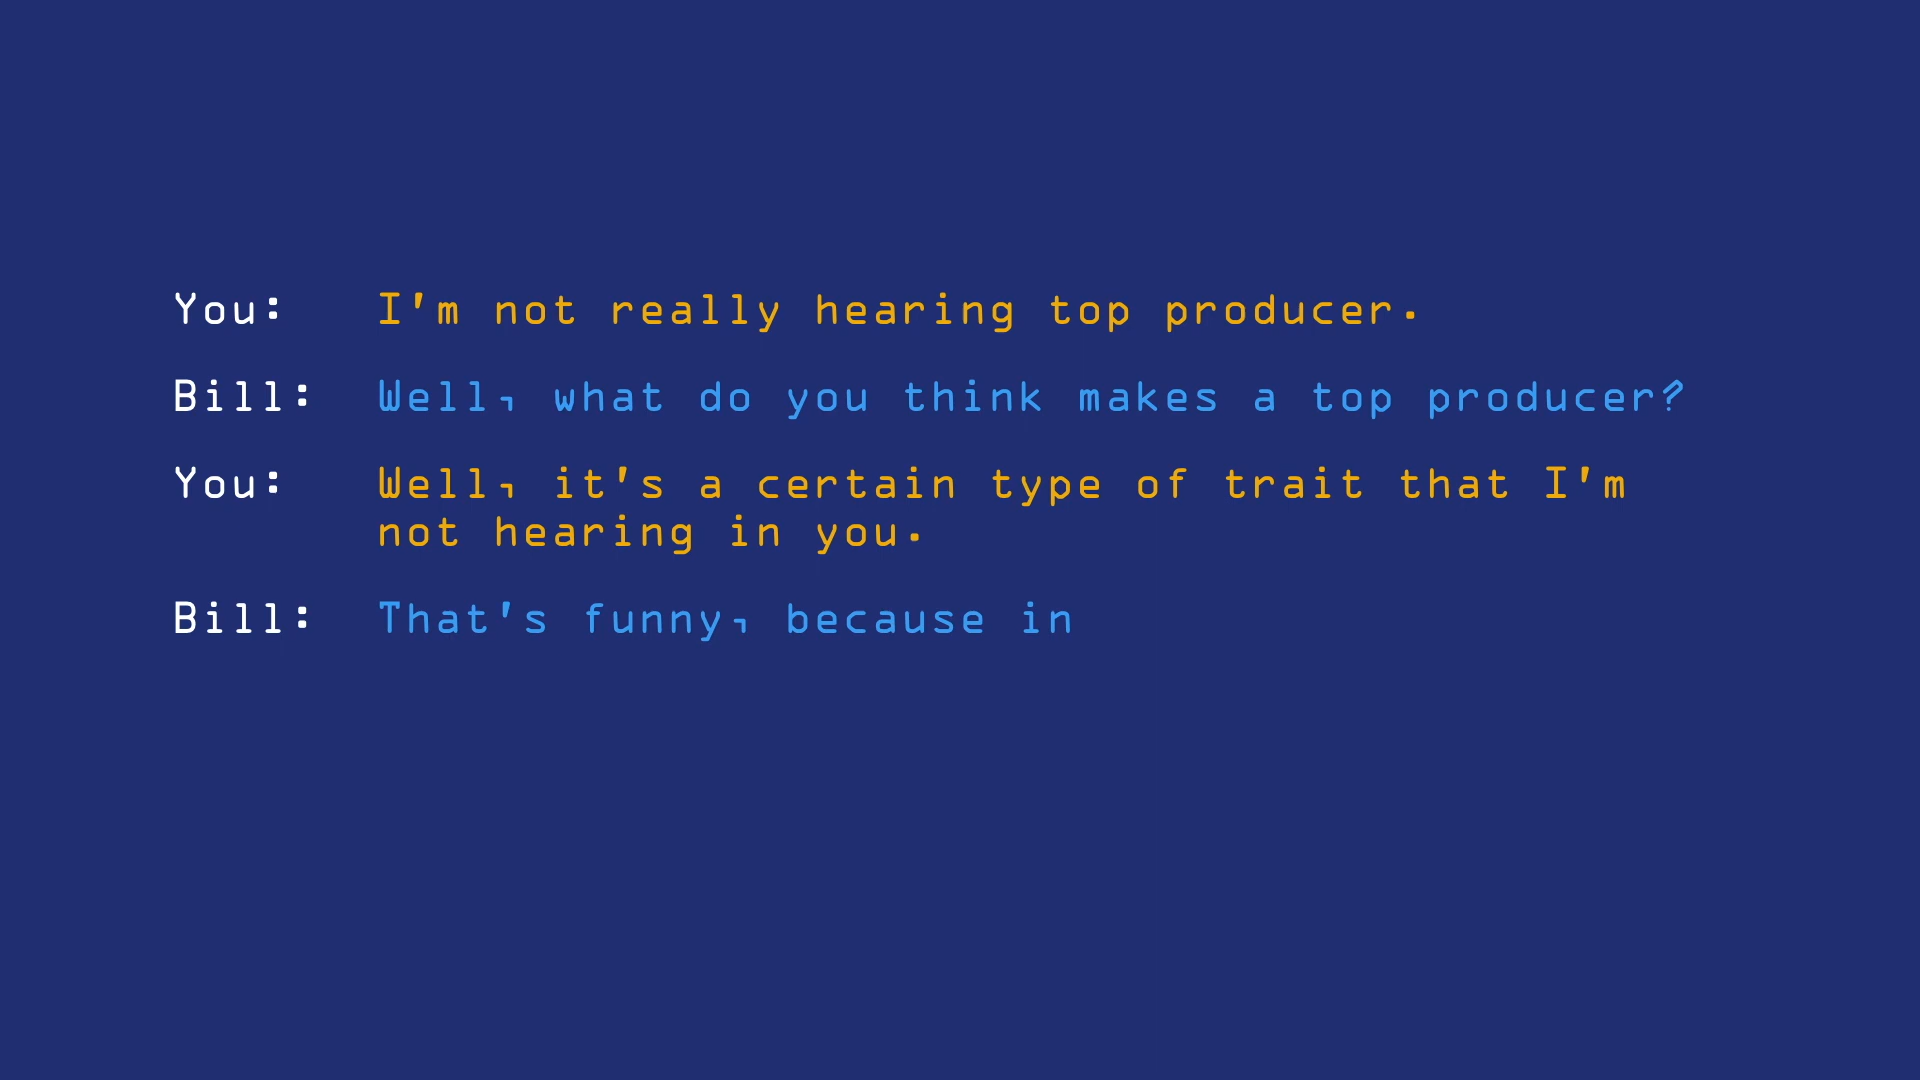 You: I'm not really hearing top producer.
Bill: Well, what do you think makes a top producer?
You: Well, it's a certain type of trait that I'm
not hearing in you.
Bill: That's funny, because in